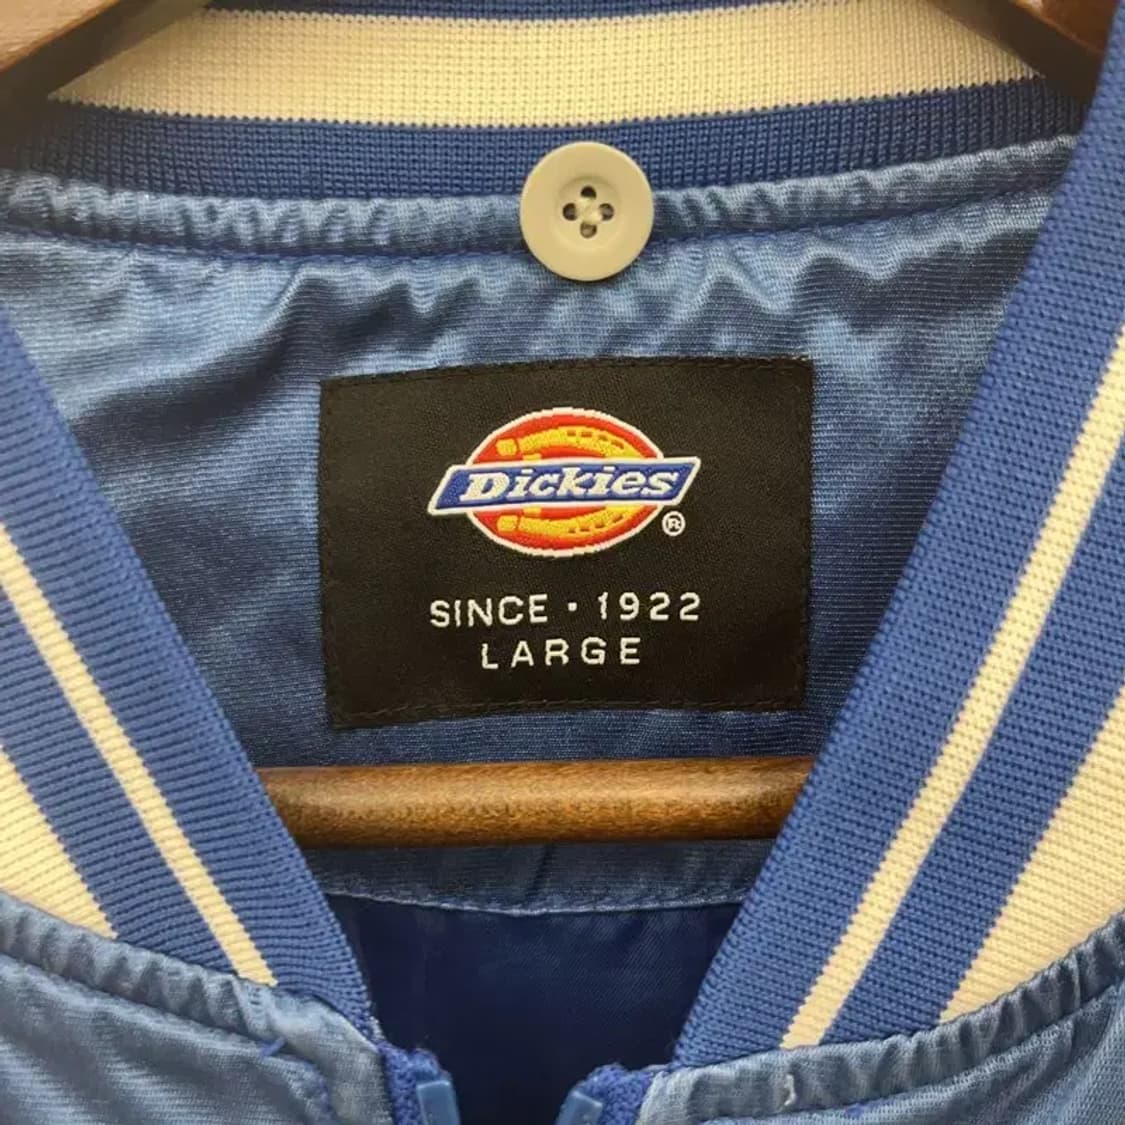 Dickies
®
SINCE · 1922
LARGE